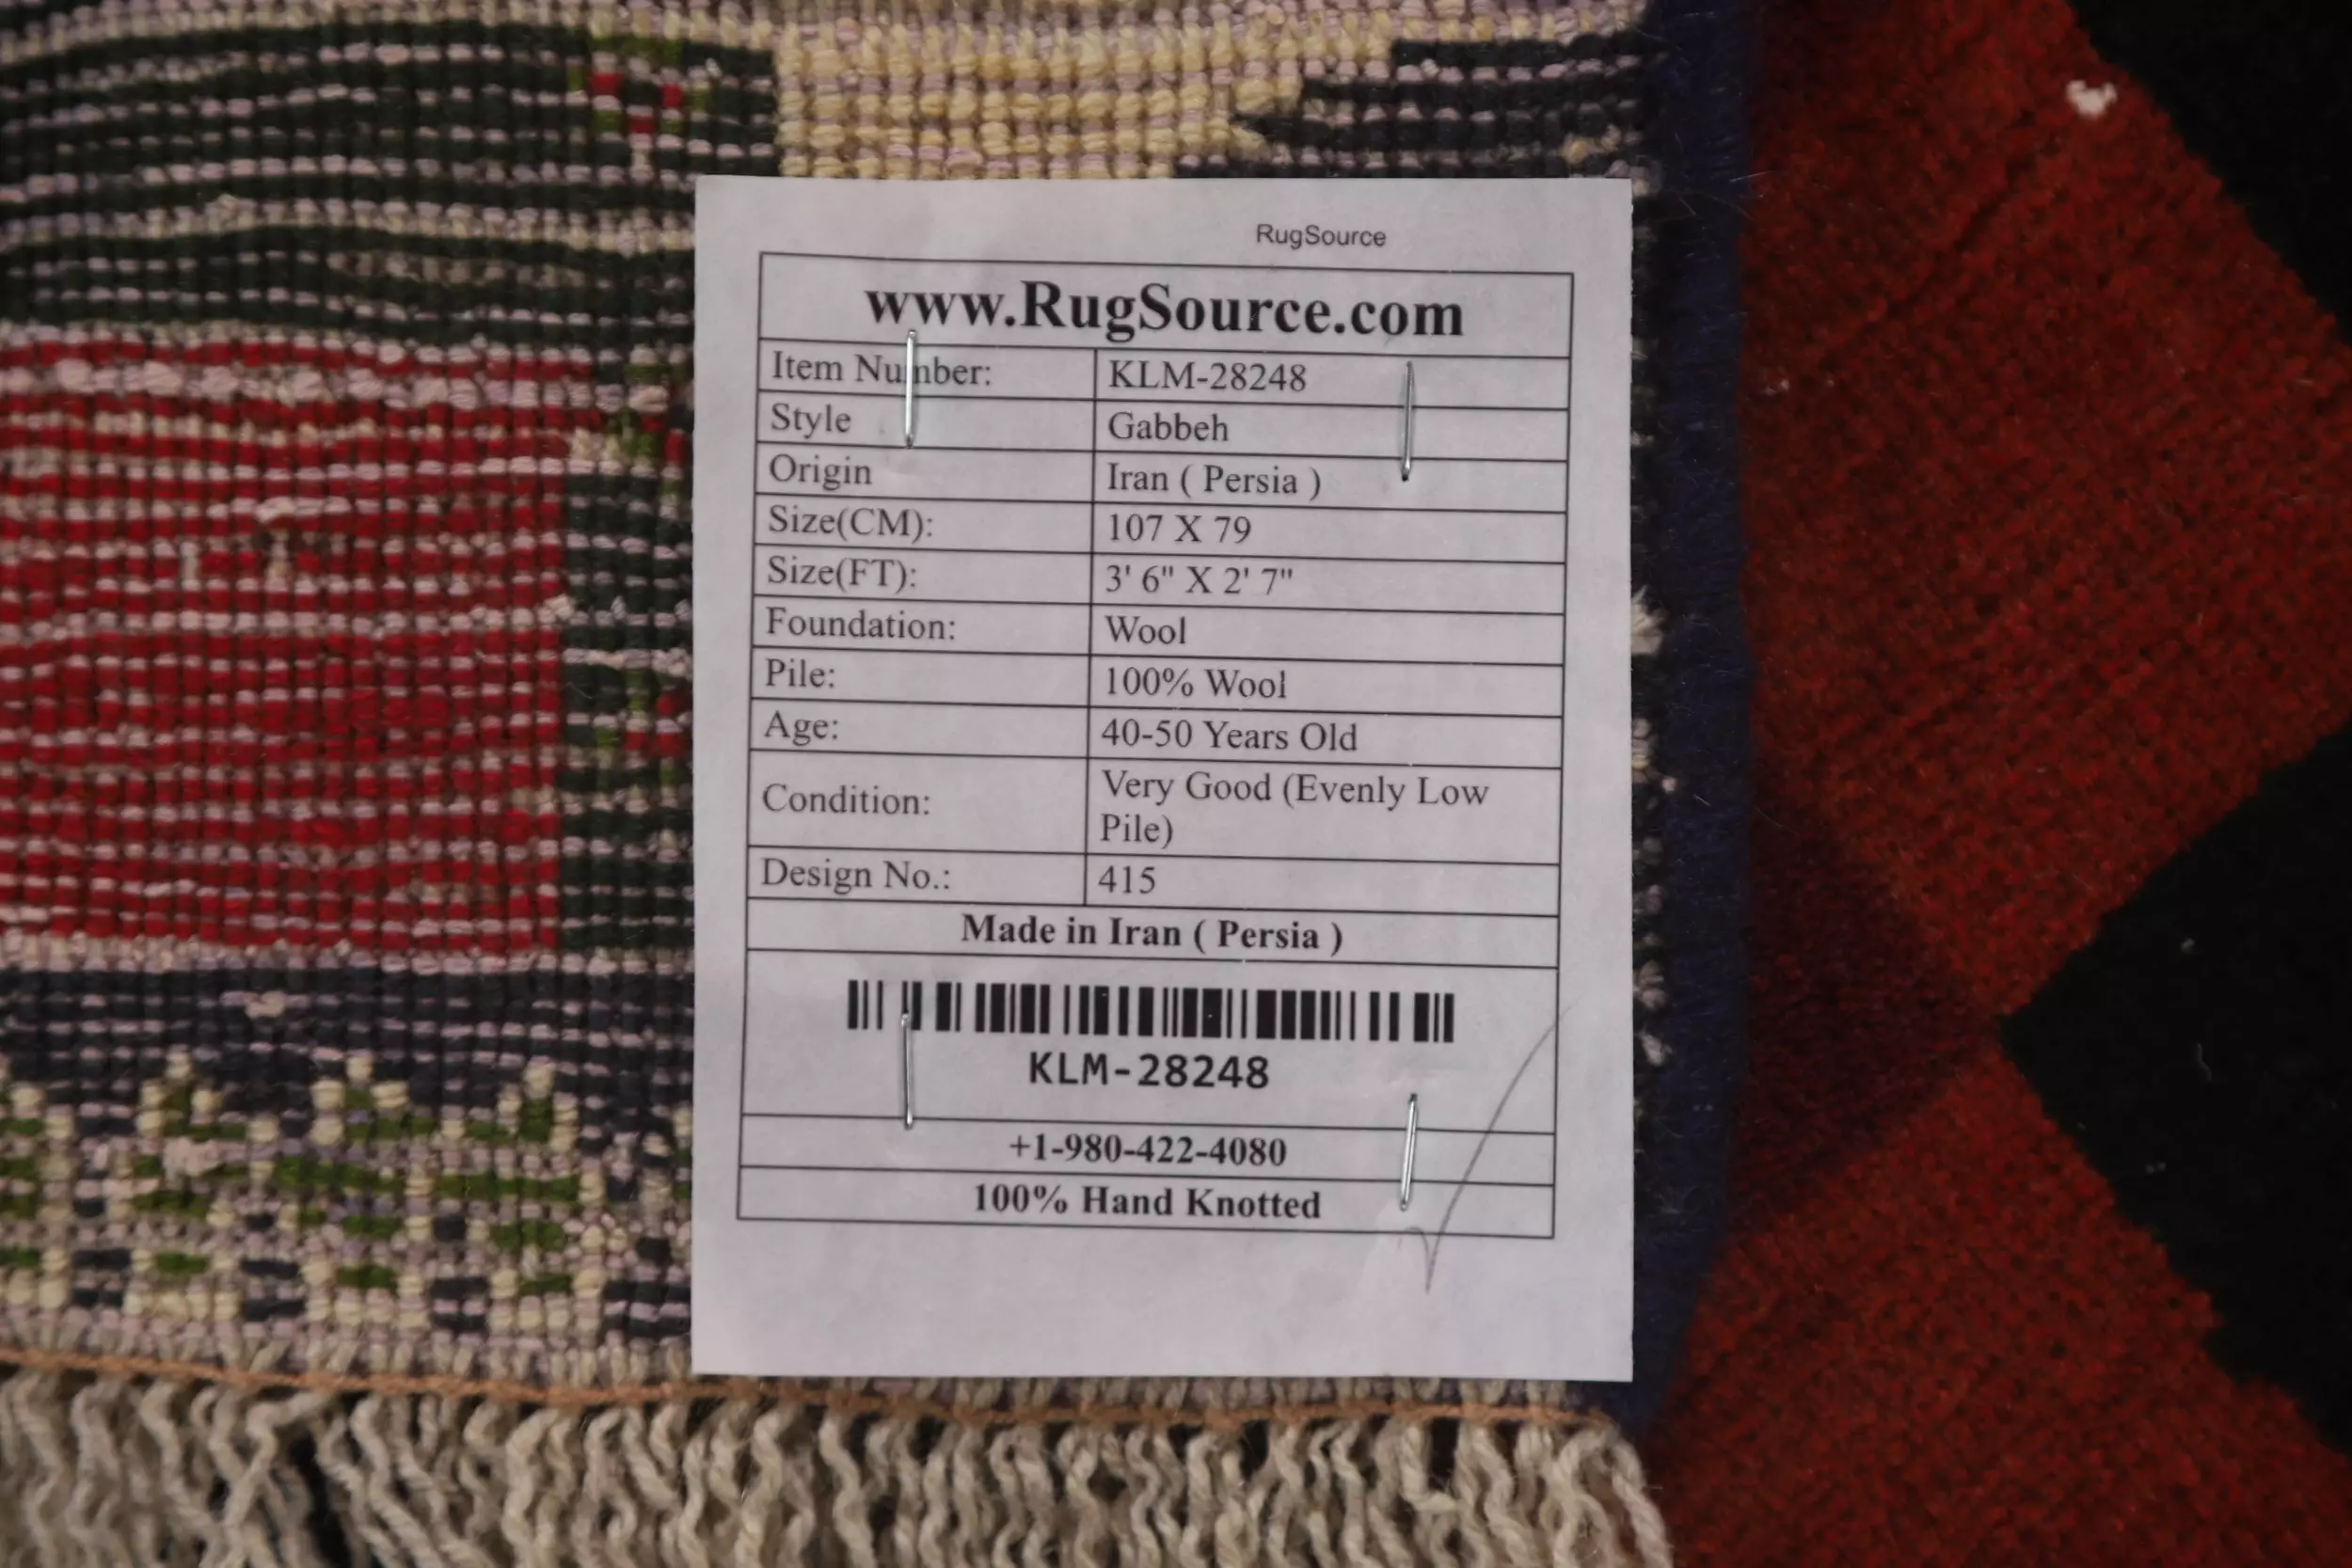 RugSource
www.RugSource.com
Item Number: KLM-28248
Style Gabbeh
Origin Iran ( Persia )
Size(CM): 107 X 79
Size(FT): 3' 6" X 2' 7"
Foundation: Wool
Pile: 100% Wool
Age: 40-50 Years Old
Condition: Very Good (Evenly Low
Pile)
Design No.: 415
Made in Iran ( Persia )
KLM-28248
+1-980-422-4080
100% Hand Knotted